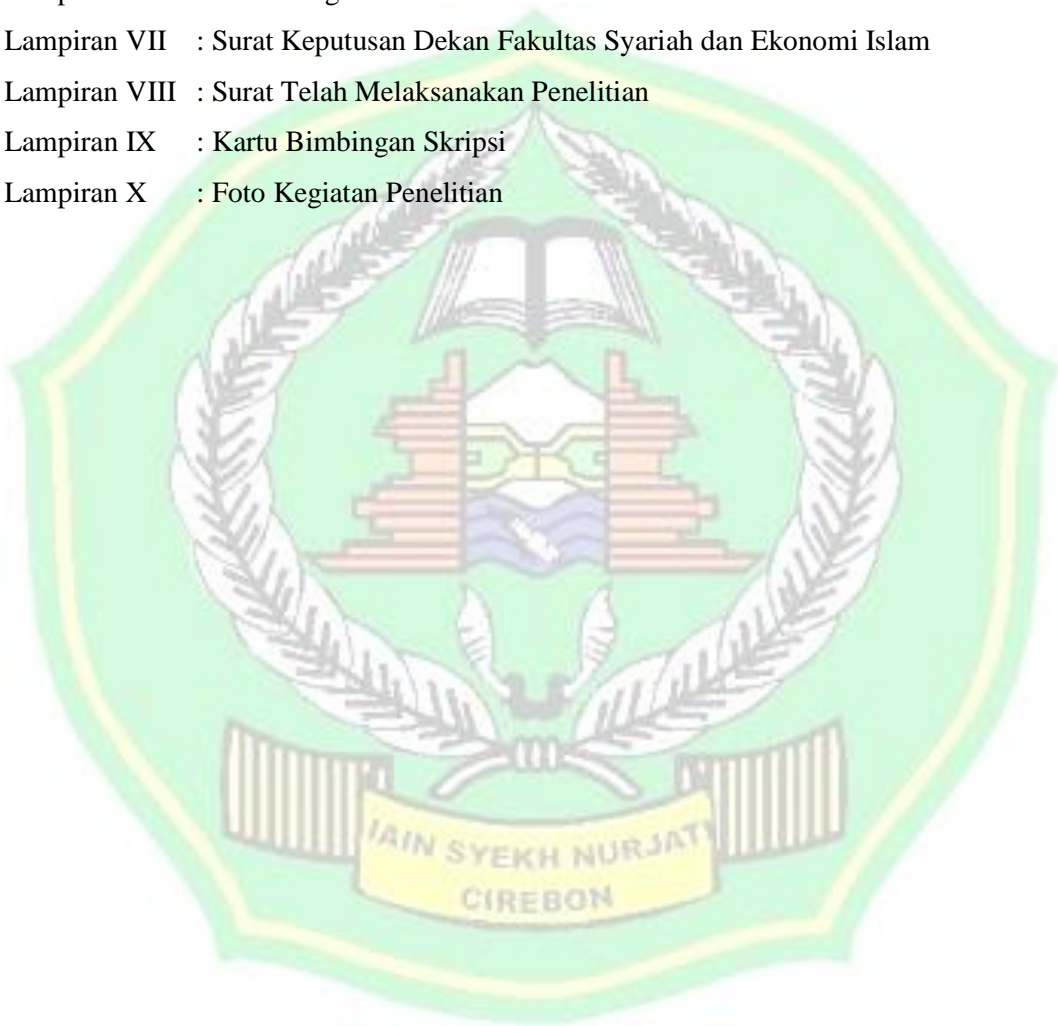 Lampiran VII : Surat Keputusan Dekan Fakultas Syariah dan Ekonomi Islam
Lampiran VIII : Surat Telah Melaksanakan Penelitian
Lampiran IX : Kartu Bimbingan Skripsi
Lampiran X : Foto Kegiatan Penelitian
IAIN SYEKH NURJATI
CIREBON